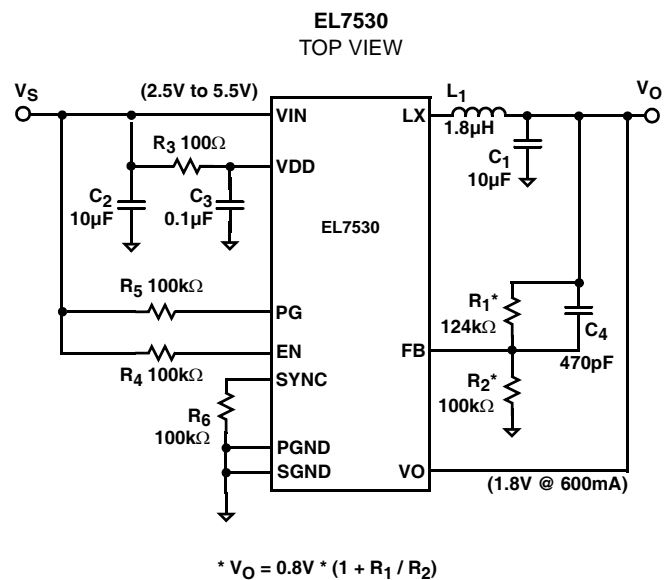 EL7530
TOP VIEW
VS
(2.5V to 5.5V)
VIN
LX
L1
1.8µH
VO
R3 100Ω
VDD
C1
10µF
C2
10µF
C3
0.1µF
EL7530
R5 100kΩ
PG
R1*
124kΩ
C4
470pF
R4 100kΩ
EN
FB
SYNC
R2*
100kΩ
R6
100kΩ
PGND
SGND
VO
(1.8V @ 600mA)
* VO = 0.8V * (1 + R1 / R2)